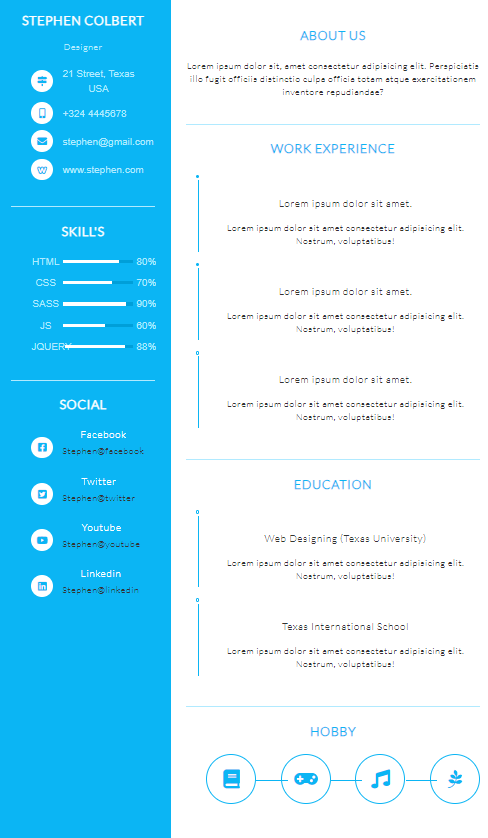 STEPHEN COLBERT
Designer
21 Street, Texas
USA
+324 4445678
stephen@gmail.com
www.stephen.com
SKILL'S
HTML 80%
CSS 70%
SASS 90%
JS 60%
JQUERY 88%
SOCIAL
Facebook
Stephen@facebook
Twitter
Stephen@twitter
Youtube
Stephen@youtube
Linkedin
Stephen@linkedin
ABOUT US
Lorem ipsum dolor sit, amet consectetur adipisicing elit. Perspiciatis
illo fugit officiis distinctio culpa officia totam atque exercitationem
inventore repudiandae?
WORK EXPERIENCE
Lorem ipsum dolor sit amet.
Lorem ipsum dolor sit amet consectetur adipisicing elit.
Nostrum, voluptatibus!
Lorem ipsum dolor sit amet.
Lorem ipsum dolor sit amet consectetur adipisicing elit.
Nostrum, voluptatibus!
Lorem ipsum dolor sit amet.
Lorem ipsum dolor sit amet consectetur adipisicing elit.
Nostrum, voluptatibus!
EDUCATION
Web Designing (Texas University)
Lorem ipsum dolor sit amet consectetur adipisicing elit.
Nostrum, voluptatibus!
Texas International School
Lorem ipsum dolor sit amet consectetur adipisicing elit.
Nostrum, voluptatibus!
HOBBY